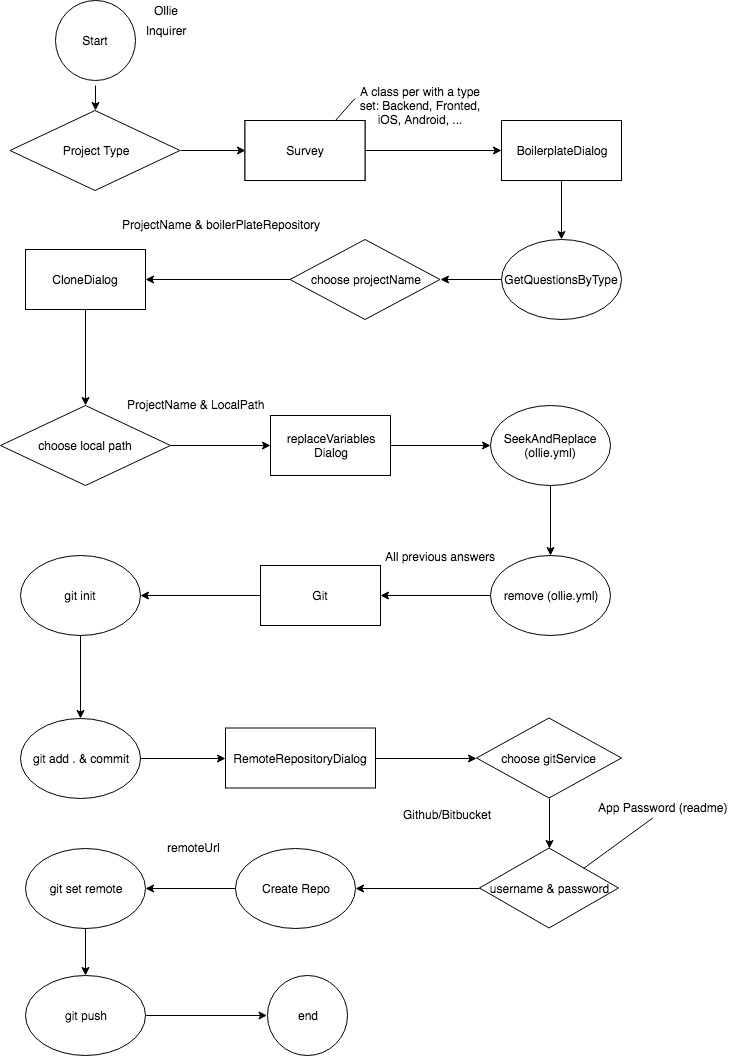 Ollie
Inquirer
Start
A class per with a type
set: Backend, Fronted,
iOS, Android, ...
Project Type
Survey
BoilerplateDialog
ProjectName & boilerPlateRepository
CloneDialog
choose projectName
GetQuestionsByType
ProjectName & LocalPath
choose local path
replaceVariables
Dialog
SeekAndReplace
(ollie.yml)
All previous answers
git init
Git
remove (ollie.yml)
git add . & commit
RemoteRepositoryDialog
choose gitService
Github/Bitbucket
App Password (readme)
remoteUrl
git set remote
Create Repo
username & password
git push
end